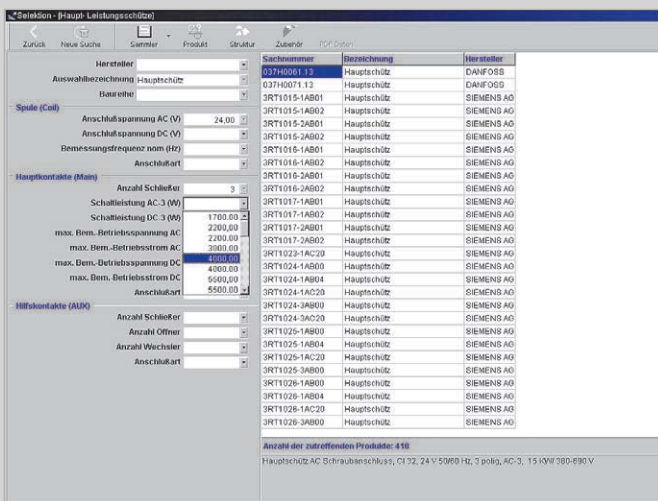 Selektion - [Haupt- Leistungsschütze]
Zurück Neue Suche Sammler Produkt Struktur Zubehör PDF Daten
Hersteller
Auswahlbezeichnung Hauptschütz
Baureihe
Spule (Coil)
Anschlußspannung AC (V) 24,00
Anschlußspannung DC (V)
Bemessungsfrequenz nom (Hz)
Anschlußart
Hauptkontakte (Main)
Anzahl Schließer 3
Schaltleistung AC-3 (W)
Schaltleistung DC-3 (W)
max. Bem.-Betriebsspannung AC
max. Bem.-Betriebsstrom AC
max. Bem.-Betriebsspannung DC
max. Bem. Betriebsstrom DC
Anschlußart
1700.00
2200,00
2200.00
3000.00
4000,00
4000.00
5500,00
5500.00
Hilfskontakte (AUX)
Anzahl Schließer
Anzahl Öffner
Anzahl Wechsler
Anschlußart
Sachnummer Bezeichnung Hersteller
037H0061.13 Hauptschütz DANFOSS
037H0071.13 Hauptschütz DANFOSS
3RT1015-1AB01 Hauptschütz SIEMENS AG
3RT1015-1AB02 Hauptschütz SIEMENS AG
3RT1015-2AB01 Hauptschütz SIEMENS AG
3RT1015-2AB02 Hauptschütz SIEMENS AG
3RT1016-1AB01 Hauptschütz SIEMENS AG
3RT1016-1AB02 Hauptschütz SIEMENS AG
3RT1016-2AB01 Hauptschütz SIEMENS AG
3RT1016-2AB02 Hauptschütz SIEMENS AG
3RT1017-1AB01 Hauptschütz SIEMENS AG
3RT1017-1AB02 Hauptschütz SIEMENS AG
3RT1017-2AB01 Hauptschütz SIEMENS AG
3RT1017-2AB02 Hauptschütz SIEMENS AG
3RT1023-1AC20 Hauptschütz SIEMENS AG
3RT1024-1AB00 Hauptschütz SIEMENS AG
3RT1024-1AB04 Hauptschütz SIEMENS AG
3RT1024-1AC20 Hauptschütz SIEMENS AG
3RT1024-3AB00 Hauptschütz SIEMENS AG
3RT1024-3AC20 Hauptschütz SIEMENS AG
3RT1025-1AB00 Hauptschütz SIEMENS AG
3RT1025-1AB04 Hauptschütz SIEMENS AG
3RT1025-1AC20 Hauptschütz SIEMENS AG
3RT1025-3AB00 Hauptschütz SIEMENS AG
3RT1026-1AB00 Hauptschütz SIEMENS AG
3RT1026-1AB04 Hauptschütz SIEMENS AG
3RT1026-1AC20 Hauptschütz SIEMENS AG
3RT1026-3AB00 Hauptschütz SIEMENS AG
Anzahl der zutreffenden Produkte: 418
Hauptschütz AC Schraubanschluss, Cl 32, 24 V 50/60 Hz, 3 polig, AC-3, 15 KW/ 380-690 V